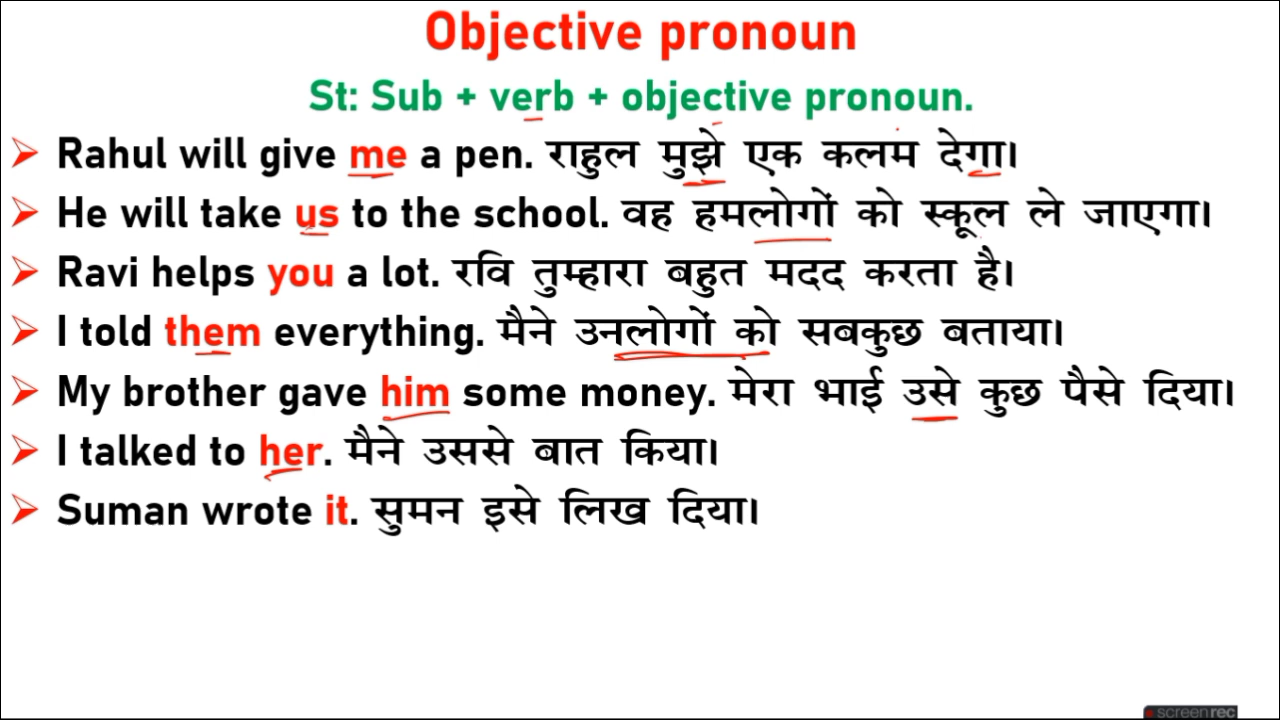 Objective pronoun
St: Sub + verb + objective pronoun.
Rahul will give me a pen. राहुल मुझे एक कलम देगा।
He will take us to the school. वह हमलोगों को स्कूल ले जाएगा।
Ravi helps you a lot. रवि तुम्हारा बहुत मदद करता है।
I told them everything. मैने उनलोगों को सबकुछ बताया।
My brother gave him some money. मेरा भाई उसे कुछ पैसे दिया।
I talked to her. मैने उससे बात किया।
Suman wrote it. सुमन इसे लिख दिया।
screenrec